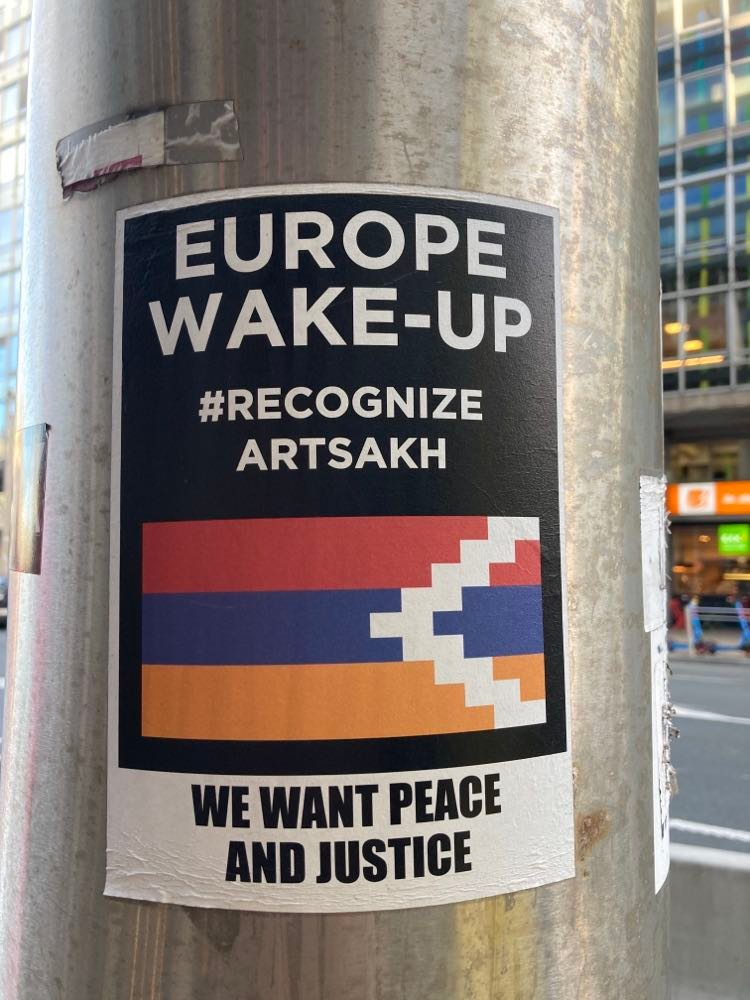 EUROPE
WAKE-UP
#RECOGNIZE
ARTSAKH
WE WANT PEACE
AND JUSTICE